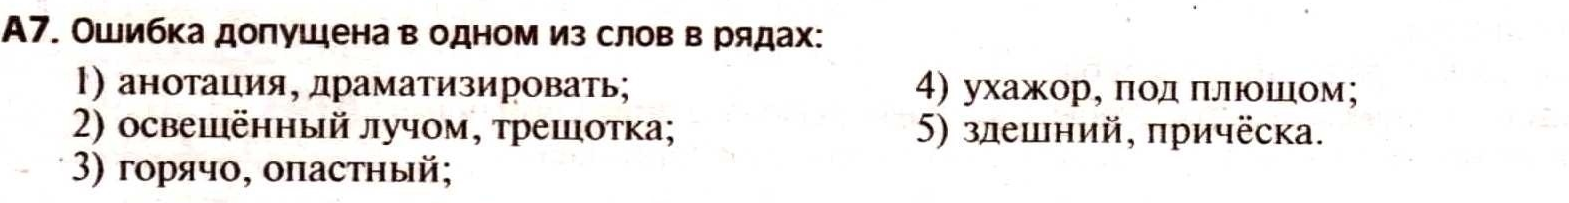 А7. Ошибка допущена в одном из слов в рядах:
1) анотация, драматизировать;
2) освещённый лучом, трещотка;
3) горячо, опастный;
4) ухажор, под плющом;
5) здешний, причёска.